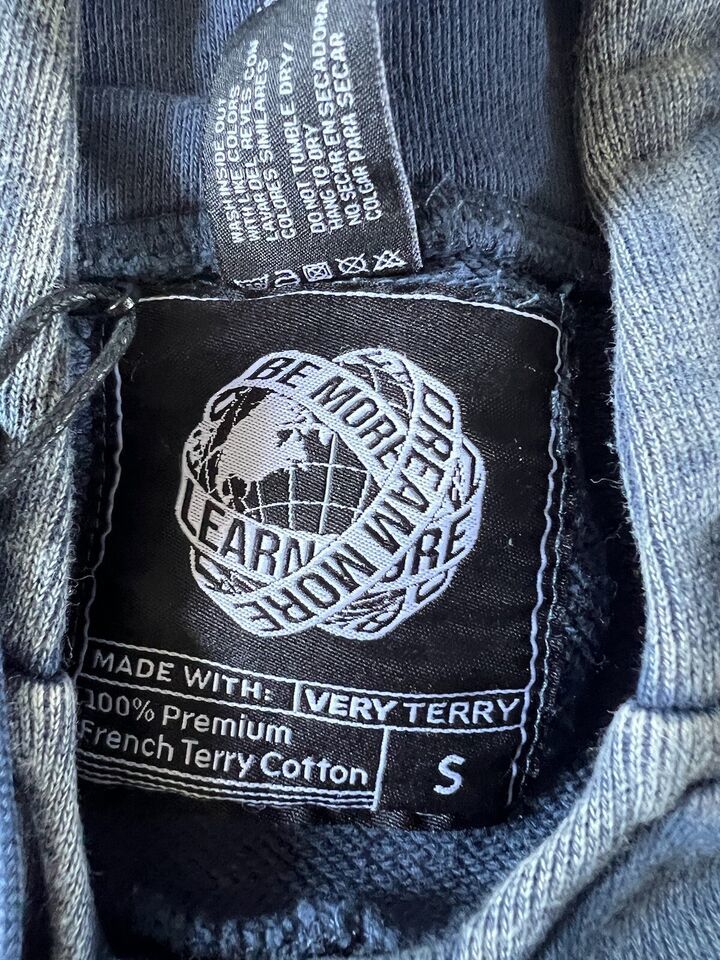 WASH INSIDE OUT
WITH LIKE COLORS
LAVAR DEL REVES CON
COLORES SIMILARES
DO NOT TUMBLE DRY/
HANG TO DRY
NO SECAR EN SECADORA
COLGAR PARA SECAR
BE MORE
DREAM MORE
LEARN
MADE WITH: VERY TERRY
100% Premium
French Terry Cotton
S